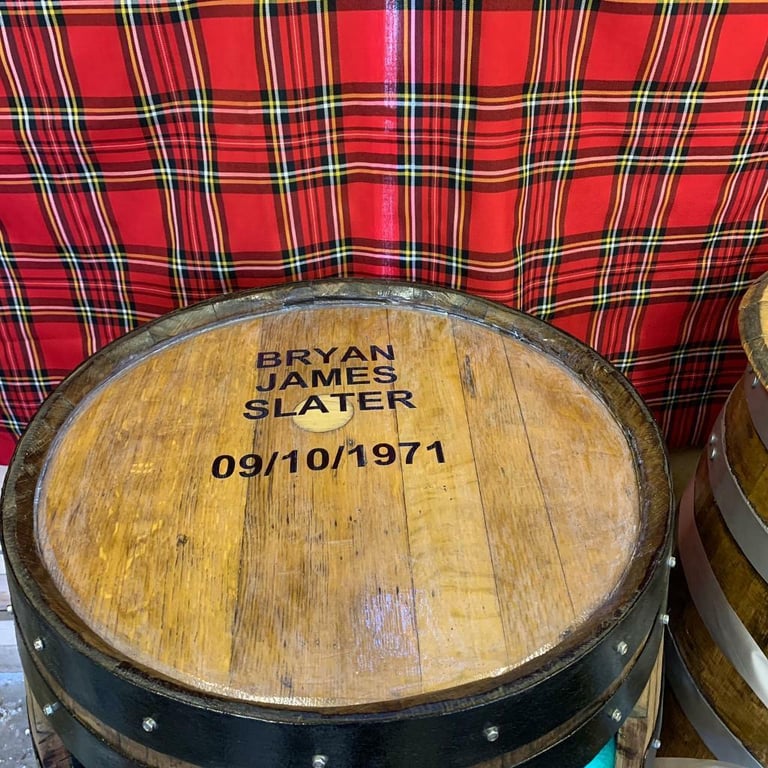 BRYAN
JAMES
SLATER
09/10/1971